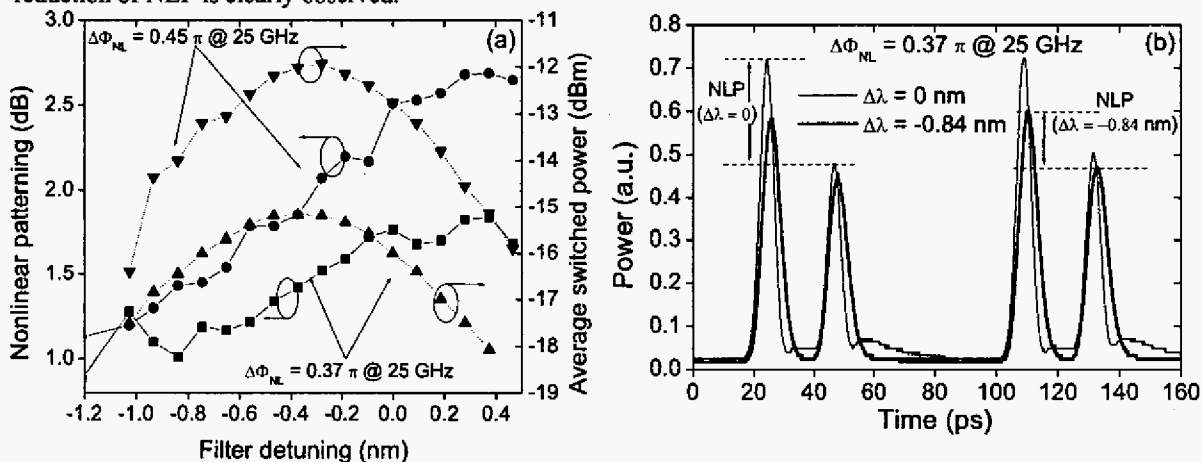 reduction of NLP is clearly observed.
(a)
ΔΦNL = 0.45 π @ 25 GHz
ΔΦNL = 0.37 π @ 25 GHz
Nonlinear patterning (dB)
3.0
2.5
2.0
1.5
1.0
Average switched power (dBm)
-11
-12
-13
-14
-15
-16
-17
-18
-19
-1.2 -1.0 -0.8 -0.6 -0.4 -0.2 0.0 0.2 0.4
Filter detuning (nm)
(b)
ΔΦNL = 0.37 π @ 25 GHz
NLP
(Δλ = 0)
Δλ = 0 nm
Δλ = -0.84 nm
NLP
(Δλ = -0.84 nm)
Power (a.u.)
0.7
0.6
0.5
0.4
0.3
0.2
0.1
0.0
0 20 40 60 80 100 120 140 160
Time (ps)